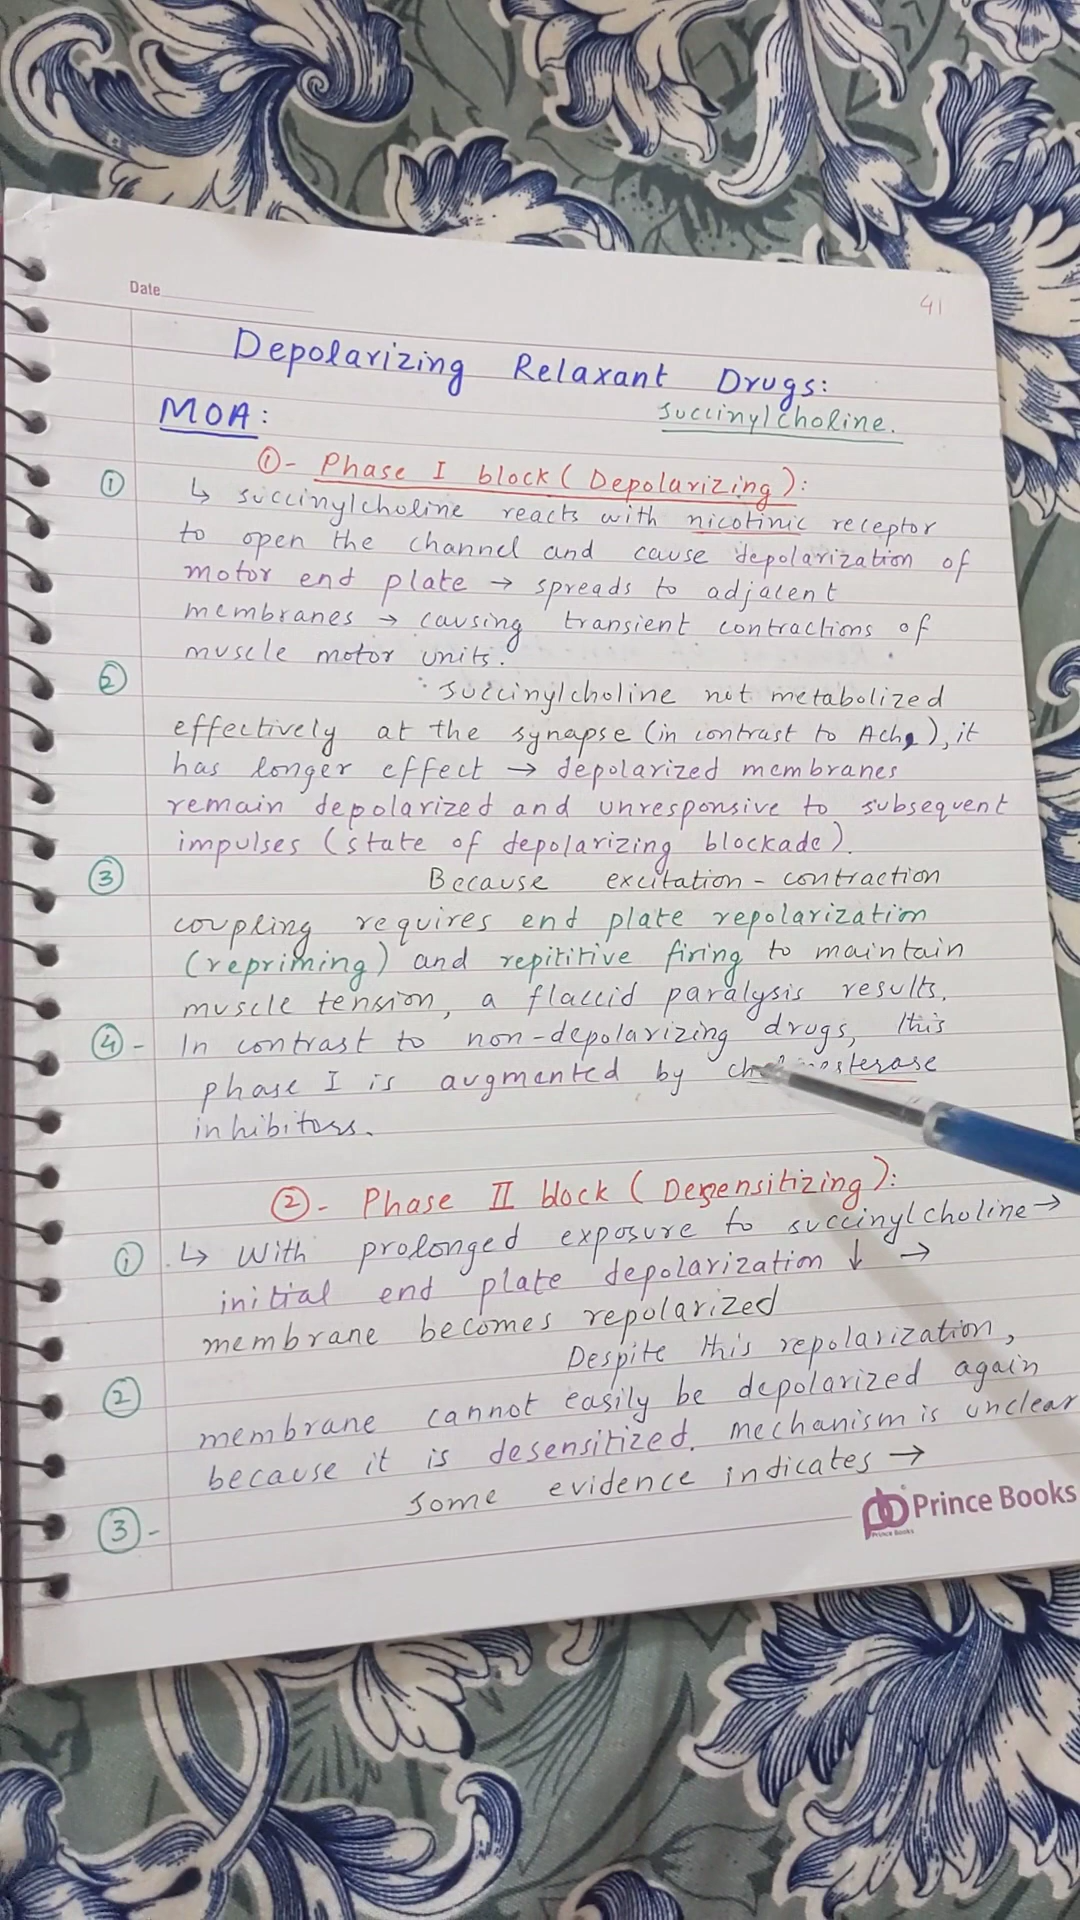 Date
41
Depolarizing Relaxant Drugs:
MOA:
Succinylcholine.
①- Phase I block (Depolarizing):
① ↳ succinylcholine reacts with nicotinic receptor
to open the channel and cause depolarization of
motor end plate → spreads to adjacent
membranes → causing transient contractions of
muscle motor units.
② succinylcholine not metabolized
effectively at the synapse (in contrast to Ach), it
has longer effect → depolarized membranes
remain depolarized and unresponsive to subsequent
impulses (state of depolarizing blockade).
③ Because excitation - contraction
coupling requires end plate repolarization
(repriming) and repititive firing to maintain
muscle tension, a flaccid paralysis results.
④- In contrast to non-depolarizing drugs, this
phase I is augmented by cholinesterase
inhibitors.
②- Phase II block (Desensitizing):
① ↳ With prolonged exposure to succinylcholine →
initial end plate depolarization ↓ →
membrane becomes repolarized
Despite this repolarization,
② membrane cannot easily be depolarized again
because it is desensitized. mechanism is unclear
③- some evidence indicates →
Prince Books
Prince Books